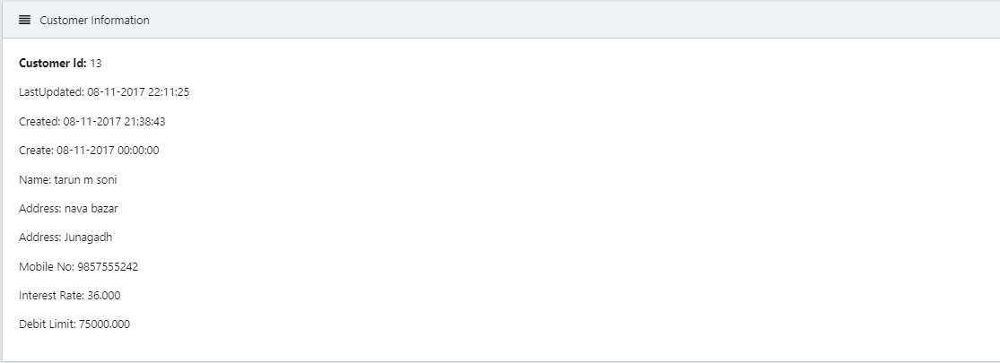 Customer Information
Customer Id: 13
LastUpdated: 08-11-2017 22:11:25
Created: 08-11-2017 21:38:43
Create: 08-11-2017 00:00:00
Name: tarun m soni
Address: nava bazar
Address: Junagadh
Mobile No: 9857555242
Interest Rate: 36.000
Debit Limit: 75000.000